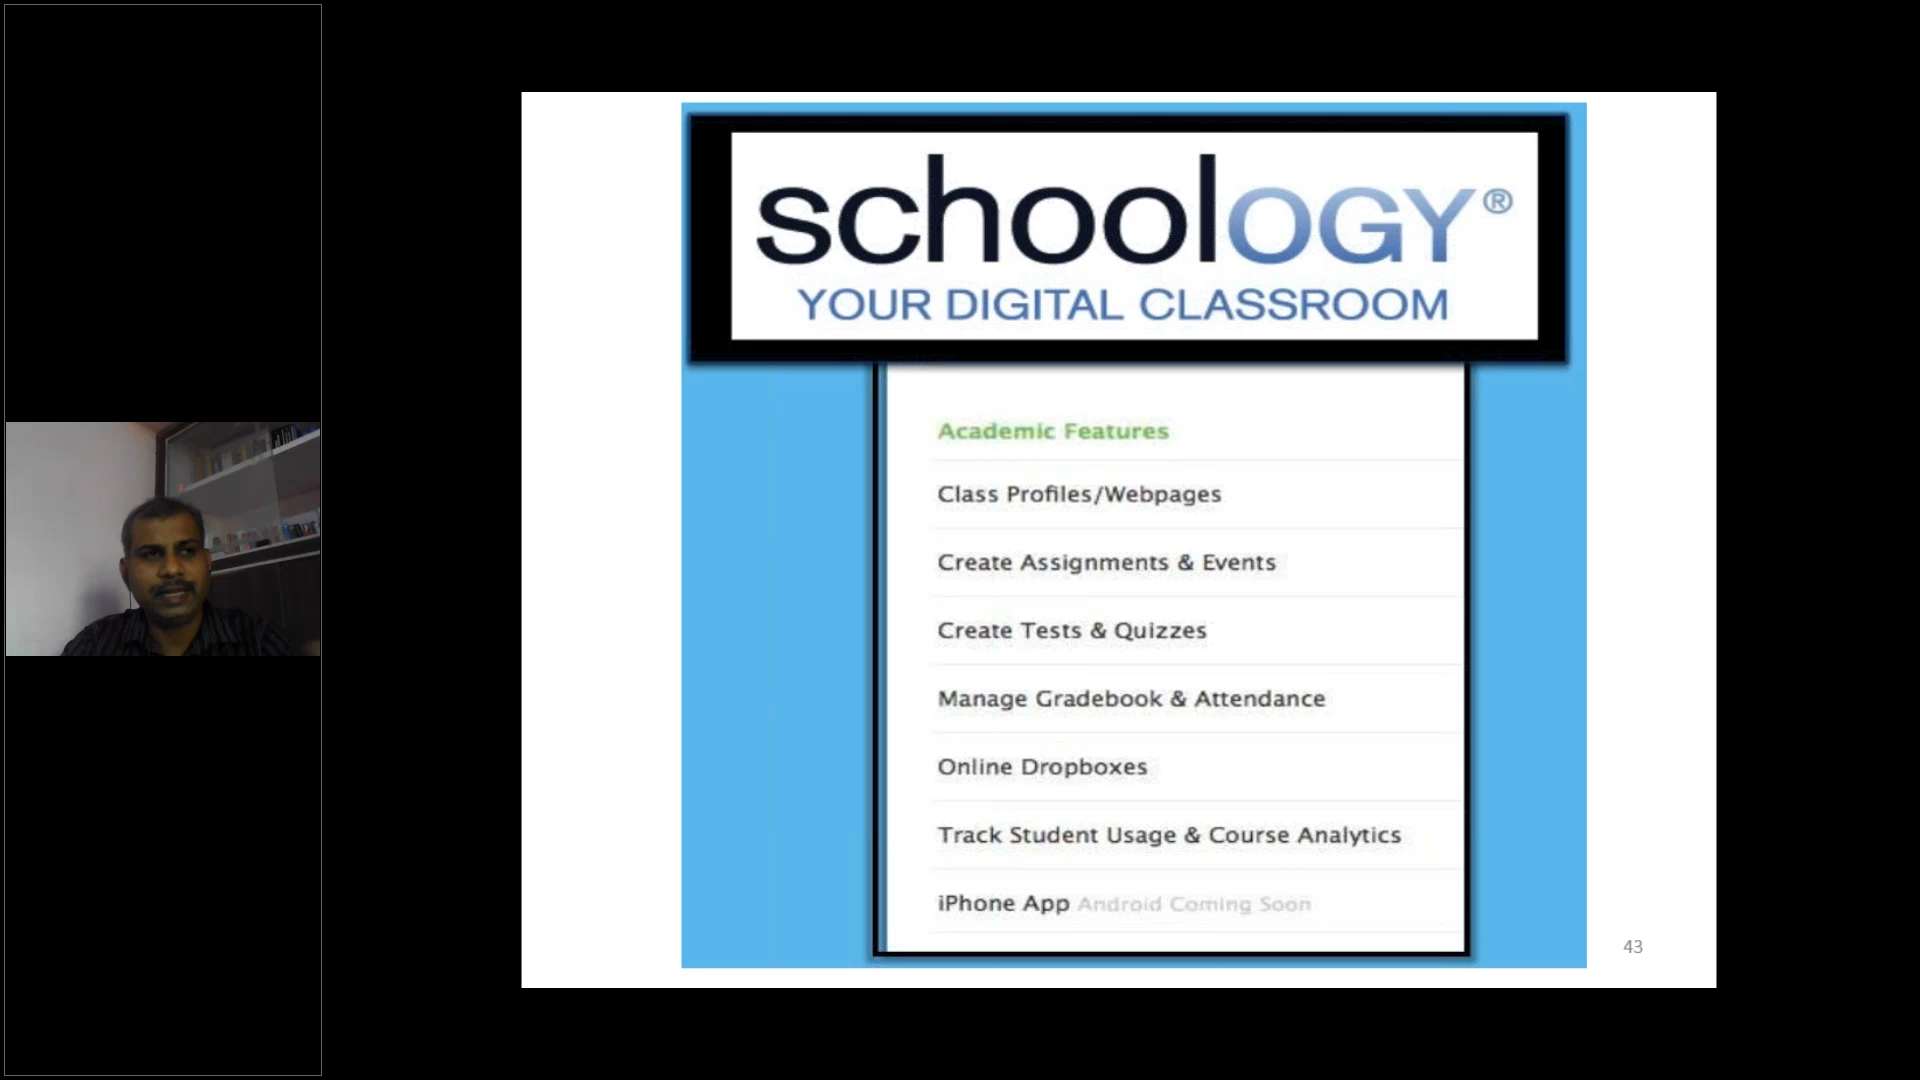 schoolOGY®
YOUR DIGITAL CLASSROOM
Academic Features
Class Profiles/Webpages
Create Assignments & Events
Create Tests & Quizzes
Manage Gradebook & Attendance
Online Dropboxes
Track Student Usage & Course Analytics
iPhone App Android Coming Soon
43